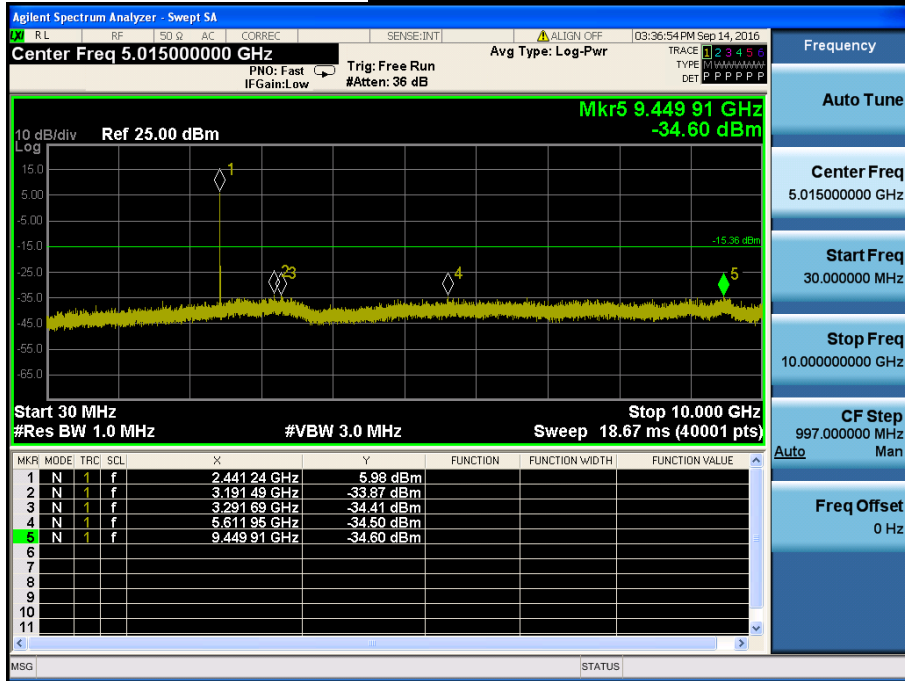 Agilent Spectrum Analyzer - Swept SA
LXI RL RF 50 Ω AC CORREC SENSE:INT ALIGN OFF 03:36:54 PM Sep 14, 2016
Center Freq 5.015000000 GHz
Avg Type: Log-Pwr
TRACE 1 2 3 4 5 6
TYPE M WWWWW
DET P P P P P P
PNO: Fast
IFGain:Low
Trig: Free Run
#Atten: 36 dB
Mkr5 9.449 91 GHz
-34.60 dBm
10 dB/div
Log
Ref 25.00 dBm
15.0
5.00
-5.00
-15.0
-25.0
-35.0
-45.0
-55.0
-65.0
-15.36 dBm
1
2 3
4
5
Start 30 MHz
Stop 10.000 GHz
#Res BW 1.0 MHz
#VBW 3.0 MHz
Sweep 18.67 ms (40001 pts)
MKR MODE TRC SCL X Y FUNCTION FUNCTION WIDTH FUNCTION VALUE
1 N 1 f 2.441 24 GHz 5.98 dBm
2 N 1 f 3.191 49 GHz -33.87 dBm
3 N 1 f 3.291 69 GHz -34.41 dBm
4 N 1 f 5.611 95 GHz -34.50 dBm
5 N 1 f 9.449 91 GHz -34.60 dBm
6
7
8
9
10
11
MSG
STATUS
Frequency
Auto Tune
Center Freq
5.015000000 GHz
Start Freq
30.000000 MHz
Stop Freq
10.000000000 GHz
CF Step
997.000000 MHz
Auto Man
Freq Offset
0 Hz